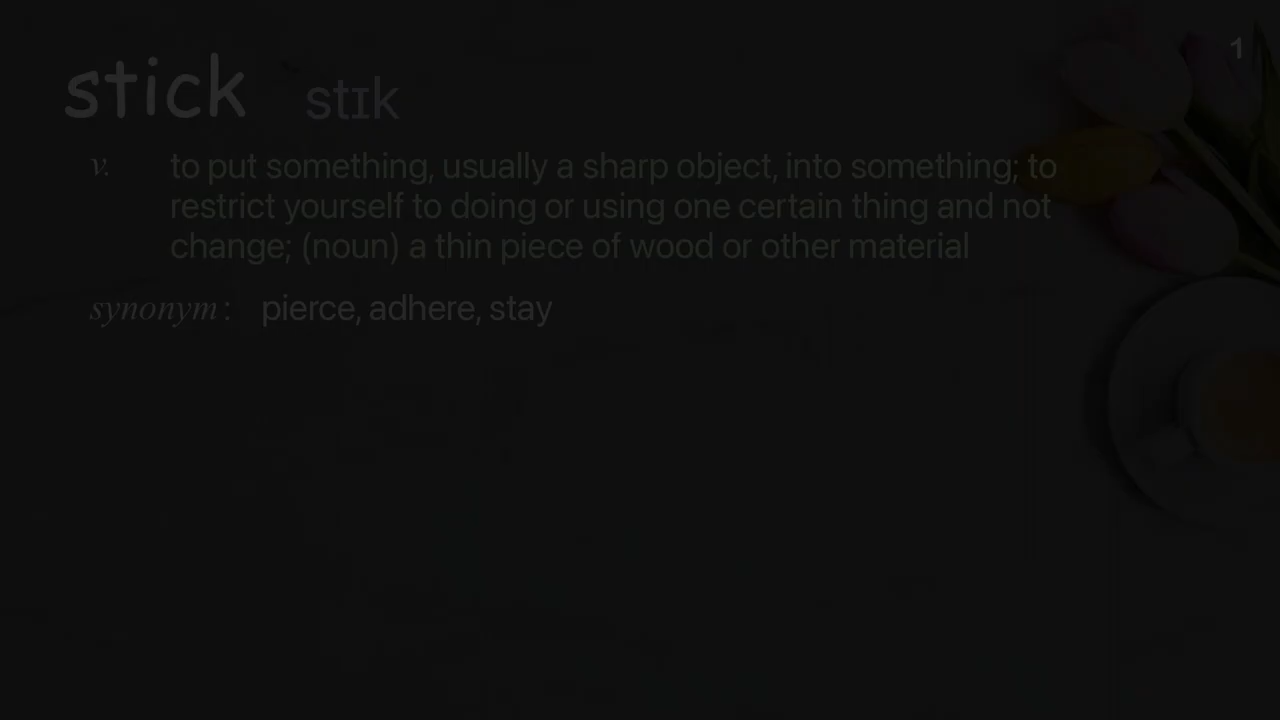 1
stick stɪk
v. to put something, usually a sharp object, into something; to
restrict yourself to doing or using one certain thing and not
change; (noun) a thin piece of wood or other material
synonym : pierce, adhere, stay